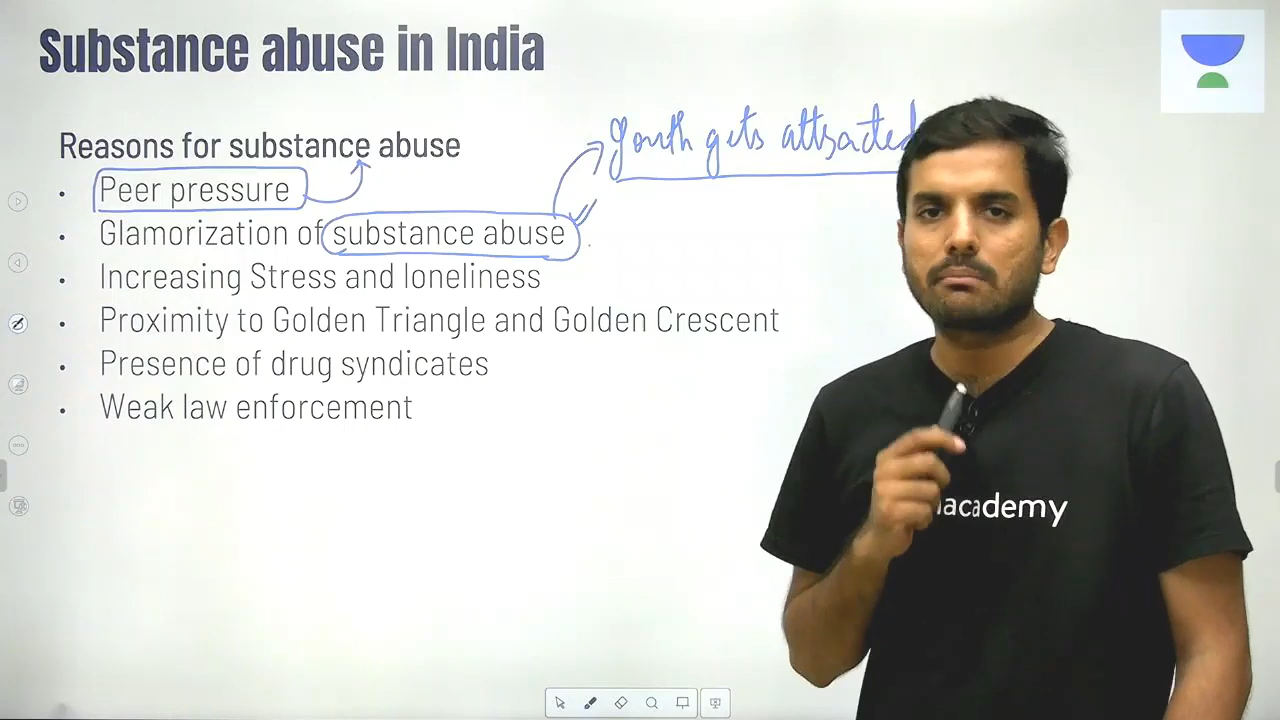 Substance abuse in India
Youth gets attracted
Reasons for substance abuse
• Peer pressure
• Glamorization of substance abuse
• Increasing Stress and loneliness
• Proximity to Golden Triangle and Golden Crescent
• Presence of drug syndicates
• Weak law enforcement
academy